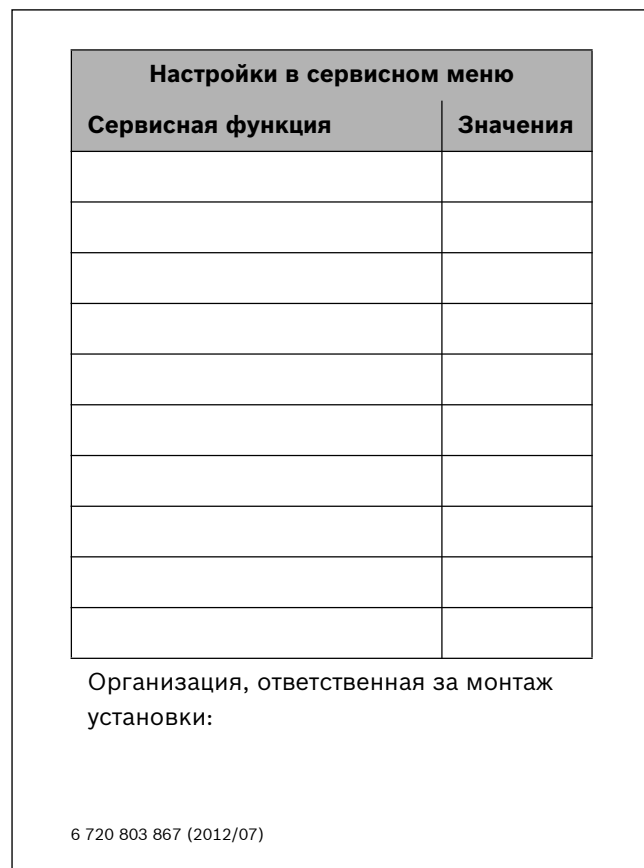 Настройки в сервисном меню
Сервисная функция Значения
Организация, ответственная за монтаж
установки:
6 720 803 867 (2012/07)